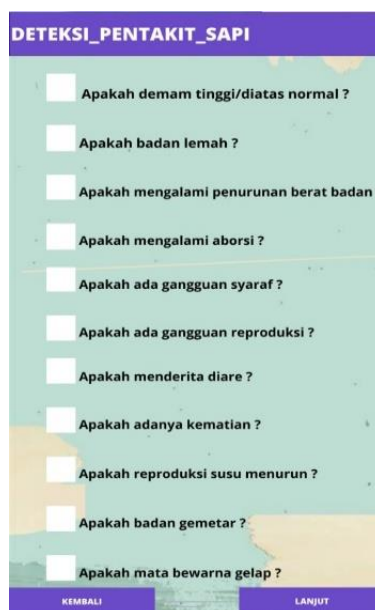 DETEKSI_PENTAKIT_SAPI
Apakah demam tinggi/diatas normal ?
Apakah badan lemah ?
Apakah mengalami penurunan berat badan
Apakah mengalami aborsi ?
Apakah ada gangguan syaraf ?
Apakah ada gangguan reproduksi ?
Apakah menderita diare ?
Apakah adanya kematian ?
Apakah reproduksi susu menurun ?
Apakah badan gemetar ?
Apakah mata bewarna gelap ?
KEMBALI
LANJUT